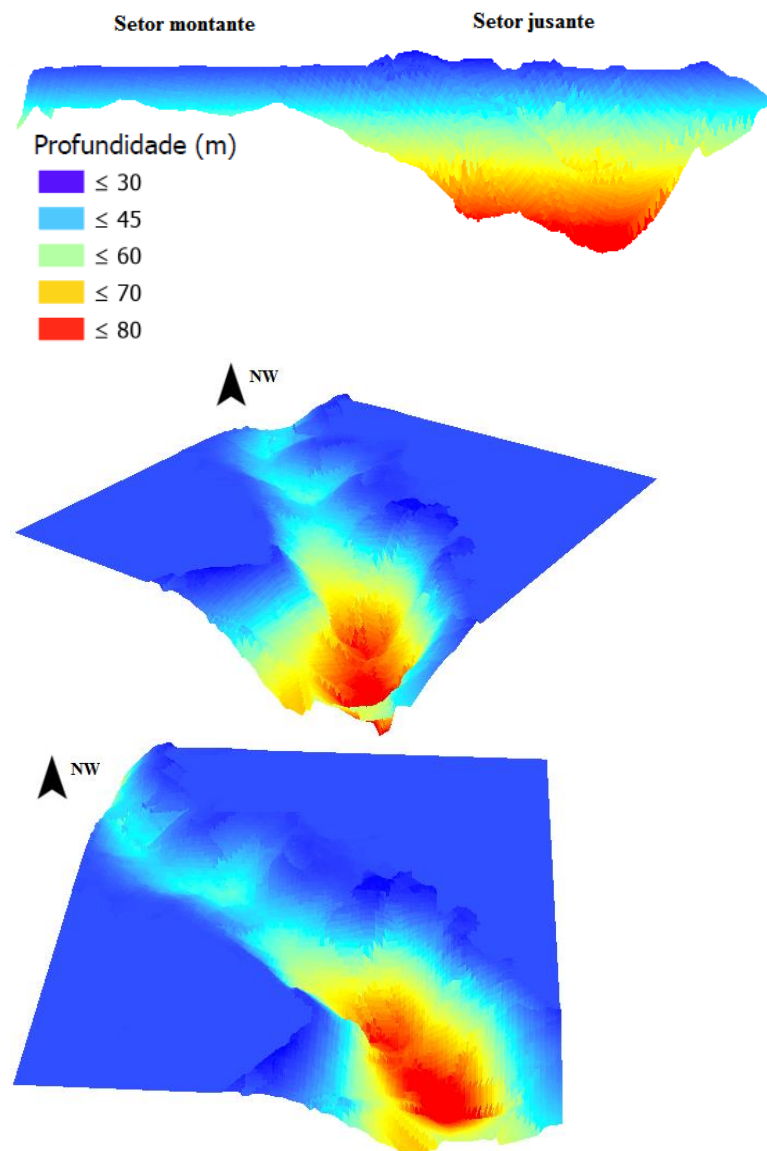 Setor montante
Setor jusante
Profundidade (m)
≤ 30
≤ 45
≤ 60
≤ 70
≤ 80
NW
NW